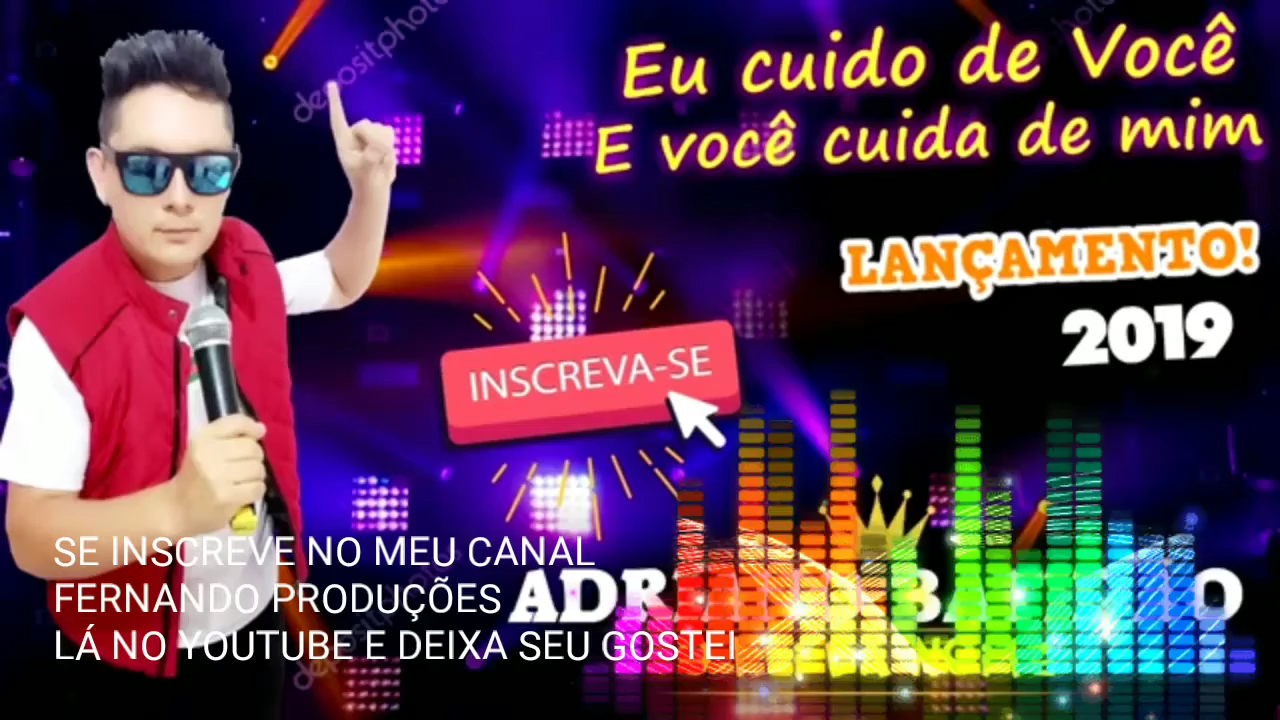 depositphotos
Eu cuido de Você
E você cuida de mim
LANÇAMENTO!
2019
INSCREVA-SE
SE INSCREVE NO MEU CANAL
FERNANDO PRODUÇÕES
LÁ NO YOUTUBE E DEIXA SEU GOSTEI